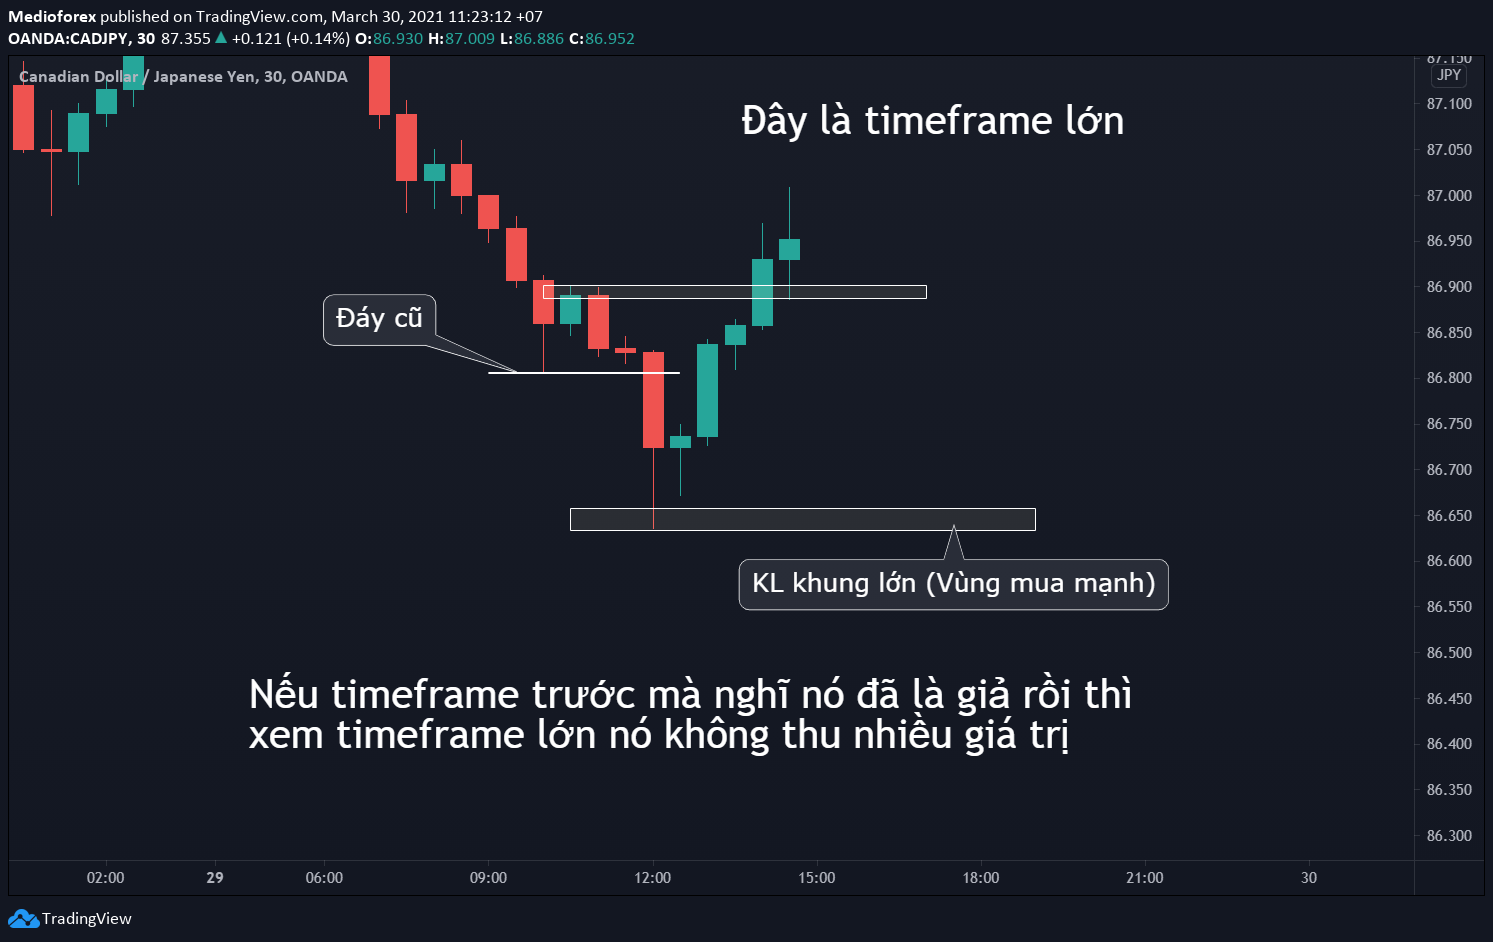 Medioforex published on TradingView.com, March 30, 2021 11:23:12 +07
OANDA:CADJPY, 30 87.355 ▲ +0.121 (+0.14%) O:86.930 H:87.009 L:86.886 C:86.952
Canadian Dollar / Japanese Yen, 30, OANDA
87.150
JPY
Đây là timeframe lớn
87.100
87.050
87.000
86.950
86.900
Đáy cũ
86.850
86.800
86.750
86.700
86.650
86.600
KL khung lớn (Vùng mua mạnh)
86.550
86.500
Nếu timeframe trước mà nghĩ nó đã là giả rồi thì
xem timeframe lớn nó không thu nhiều giá trị
86.450
86.400
86.350
86.300
02:00 29 06:00 09:00 12:00 15:00 18:00 21:00 30
TradingView